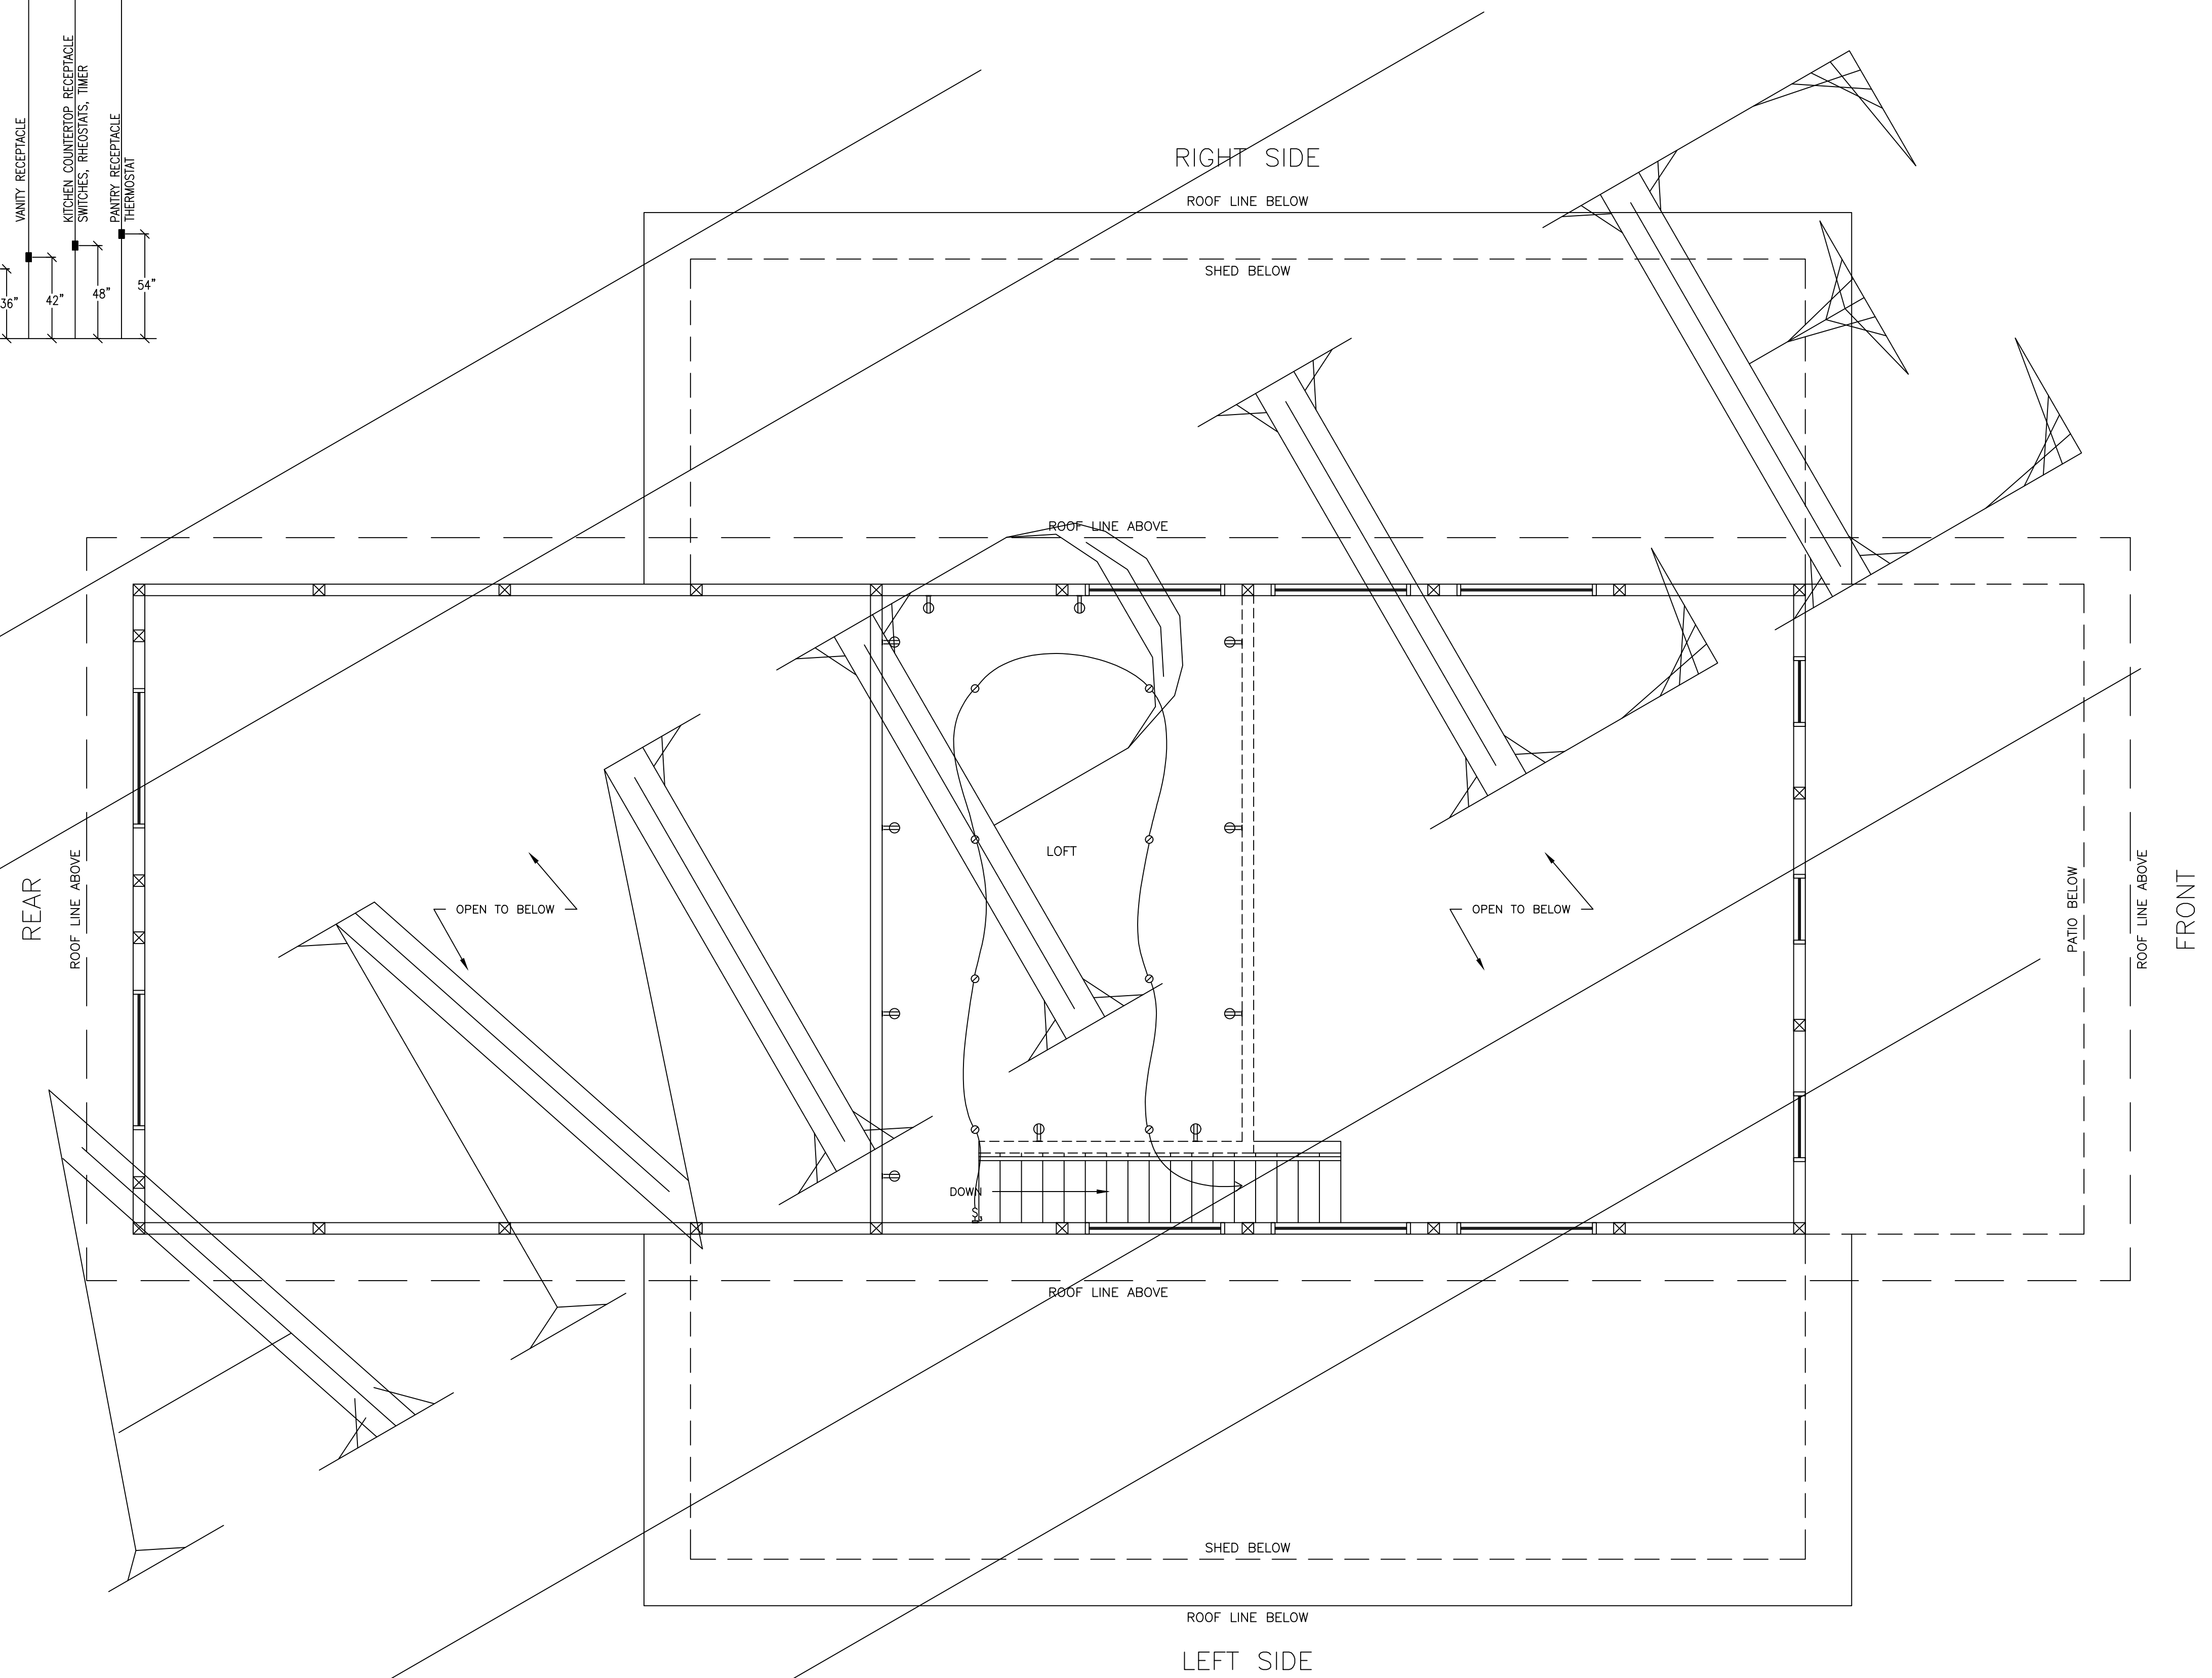 VANITY RECEPTACLE
KITCHEN COUNTERTOP RECEPTACLE
SWITCHES, RHEOSTATS, TIMER
PANTRY RECEPTACLE
THERMOSTAT
36"
42"
48"
54"
RIGHT SIDE
ROOF LINE BELOW
SHED BELOW
ROOF LINE ABOVE
REAR
ROOF LINE ABOVE
OPEN TO BELOW
LOFT
OPEN TO BELOW
PATIO BELOW
ROOF LINE ABOVE
FRONT
DOWN
S
ROOF LINE ABOVE
SHED BELOW
ROOF LINE BELOW
LEFT SIDE